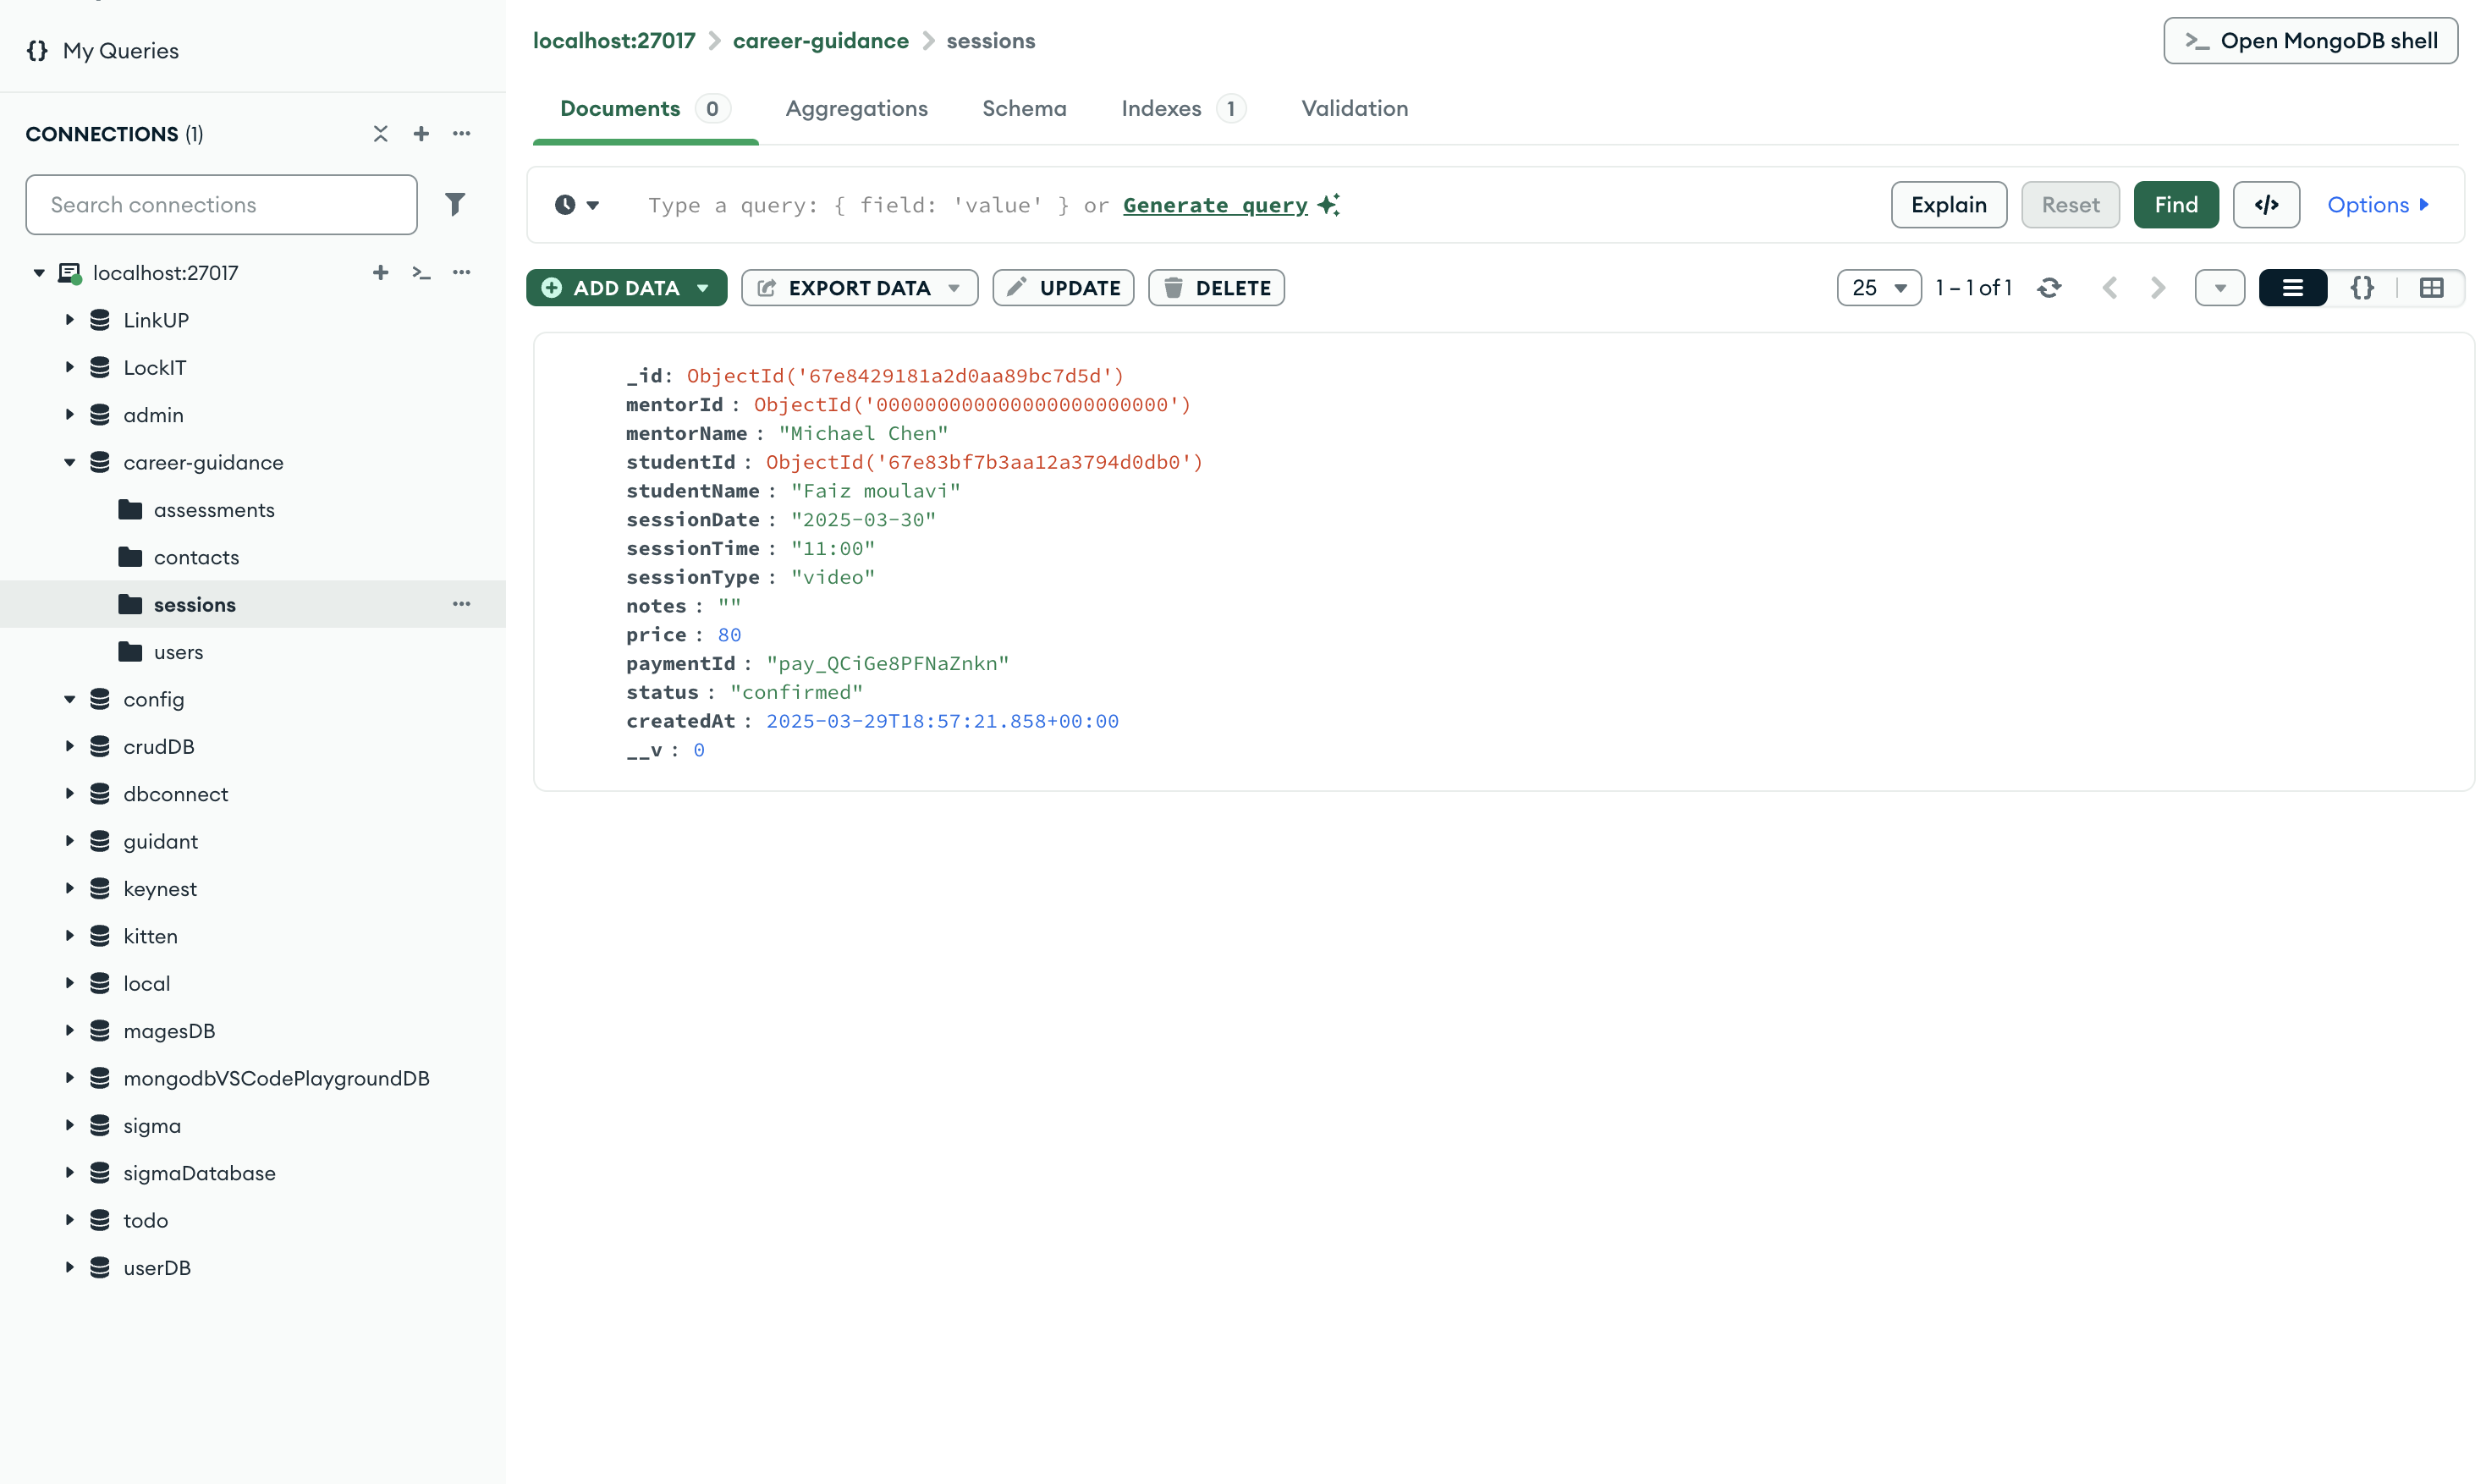 My Queries
CONNECTIONS (1)
Search connections
localhost:27017
LinkUP
LockIT
admin
career-guidance
assessments
contacts
sessions
users
config
crudDB
dbconnect
guidant
keynest
kitten
local
magesDB
mongodbVSCodePlaygroundDB
sigma
sigmaDatabase
todo
userDB
localhost:27017 > career-guidance > sessions
>_ Open MongoDB shell
Documents 0 Aggregations Schema Indexes 1 Validation
Type a query: { field: 'value' } or Generate query
Explain Reset Find </> Options
ADD DATA EXPORT DATA UPDATE DELETE
25 1 – 1 of 1 {}
_id: ObjectId('67e8429181a2d0aa89bc7d5d')
mentorId : ObjectId('000000000000000000000000')
mentorName : "Michael Chen"
studentId : ObjectId('67e83bf7b3aa12a3794d0db0')
studentName : "Faiz moulavi"
sessionDate : "2025-03-30"
sessionTime : "11:00"
sessionType : "video"
notes : ""
price : 80
paymentId : "pay_QCiGe8PFNaZnkn"
status : "confirmed"
createdAt : 2025-03-29T18:57:21.858+00:00
__v : 0